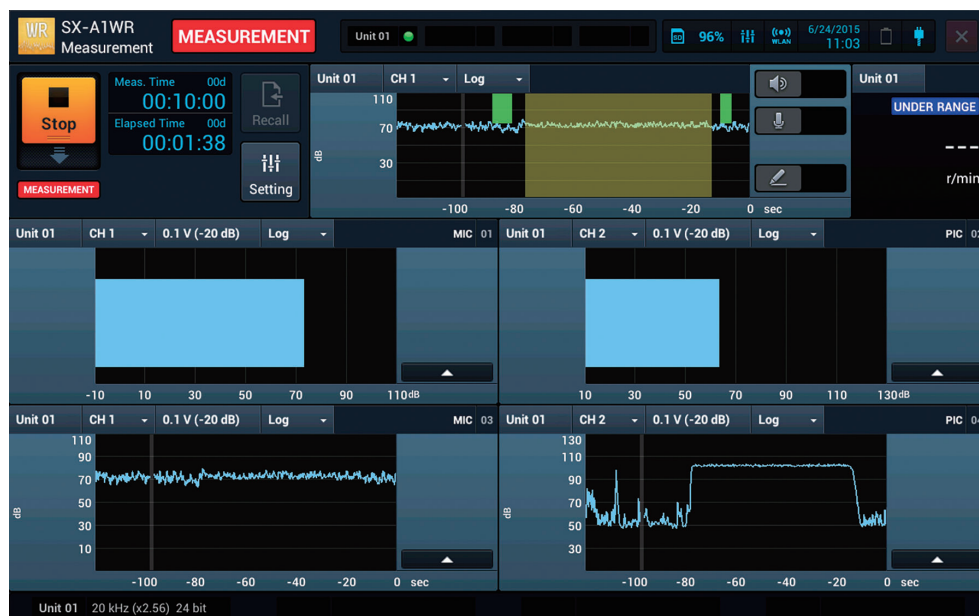 WR SX-A1WR
Measurement
MEASUREMENT
Unit 01
SD 96% WLAN 6/24/2015
11:03
Stop
MEASUREMENT
Meas. Time 00d
00:10:00
Elapsed Time 00d
00:01:38
Recall
Setting
Unit 01 CH 1 Log
110
70
30
dB
-100 -80 -60 -40 -20 0 sec
Unit 01
UNDER RANGE
---
r/min
Unit 01 CH 1 0.1 V (-20 dB) Log MIC 01
-10 10 30 50 70 90 110dB
Unit 01 CH 2 0.1 V (-20 dB) Log PIC
10 30 50 70 90 110 130dB
Unit 01 CH 1 0.1 V (-20 dB) Log MIC 03
110
90
70
50
30
10
dB
-100 -80 -60 -40 -20 0 sec
Unit 01 CH 2 0.1 V (-20 dB) Log PIC
130
110
90
70
50
30
dB
-100 -80 -60 -40 -20 0 sec
Unit 01 20 kHz (x2.56) 24 bit